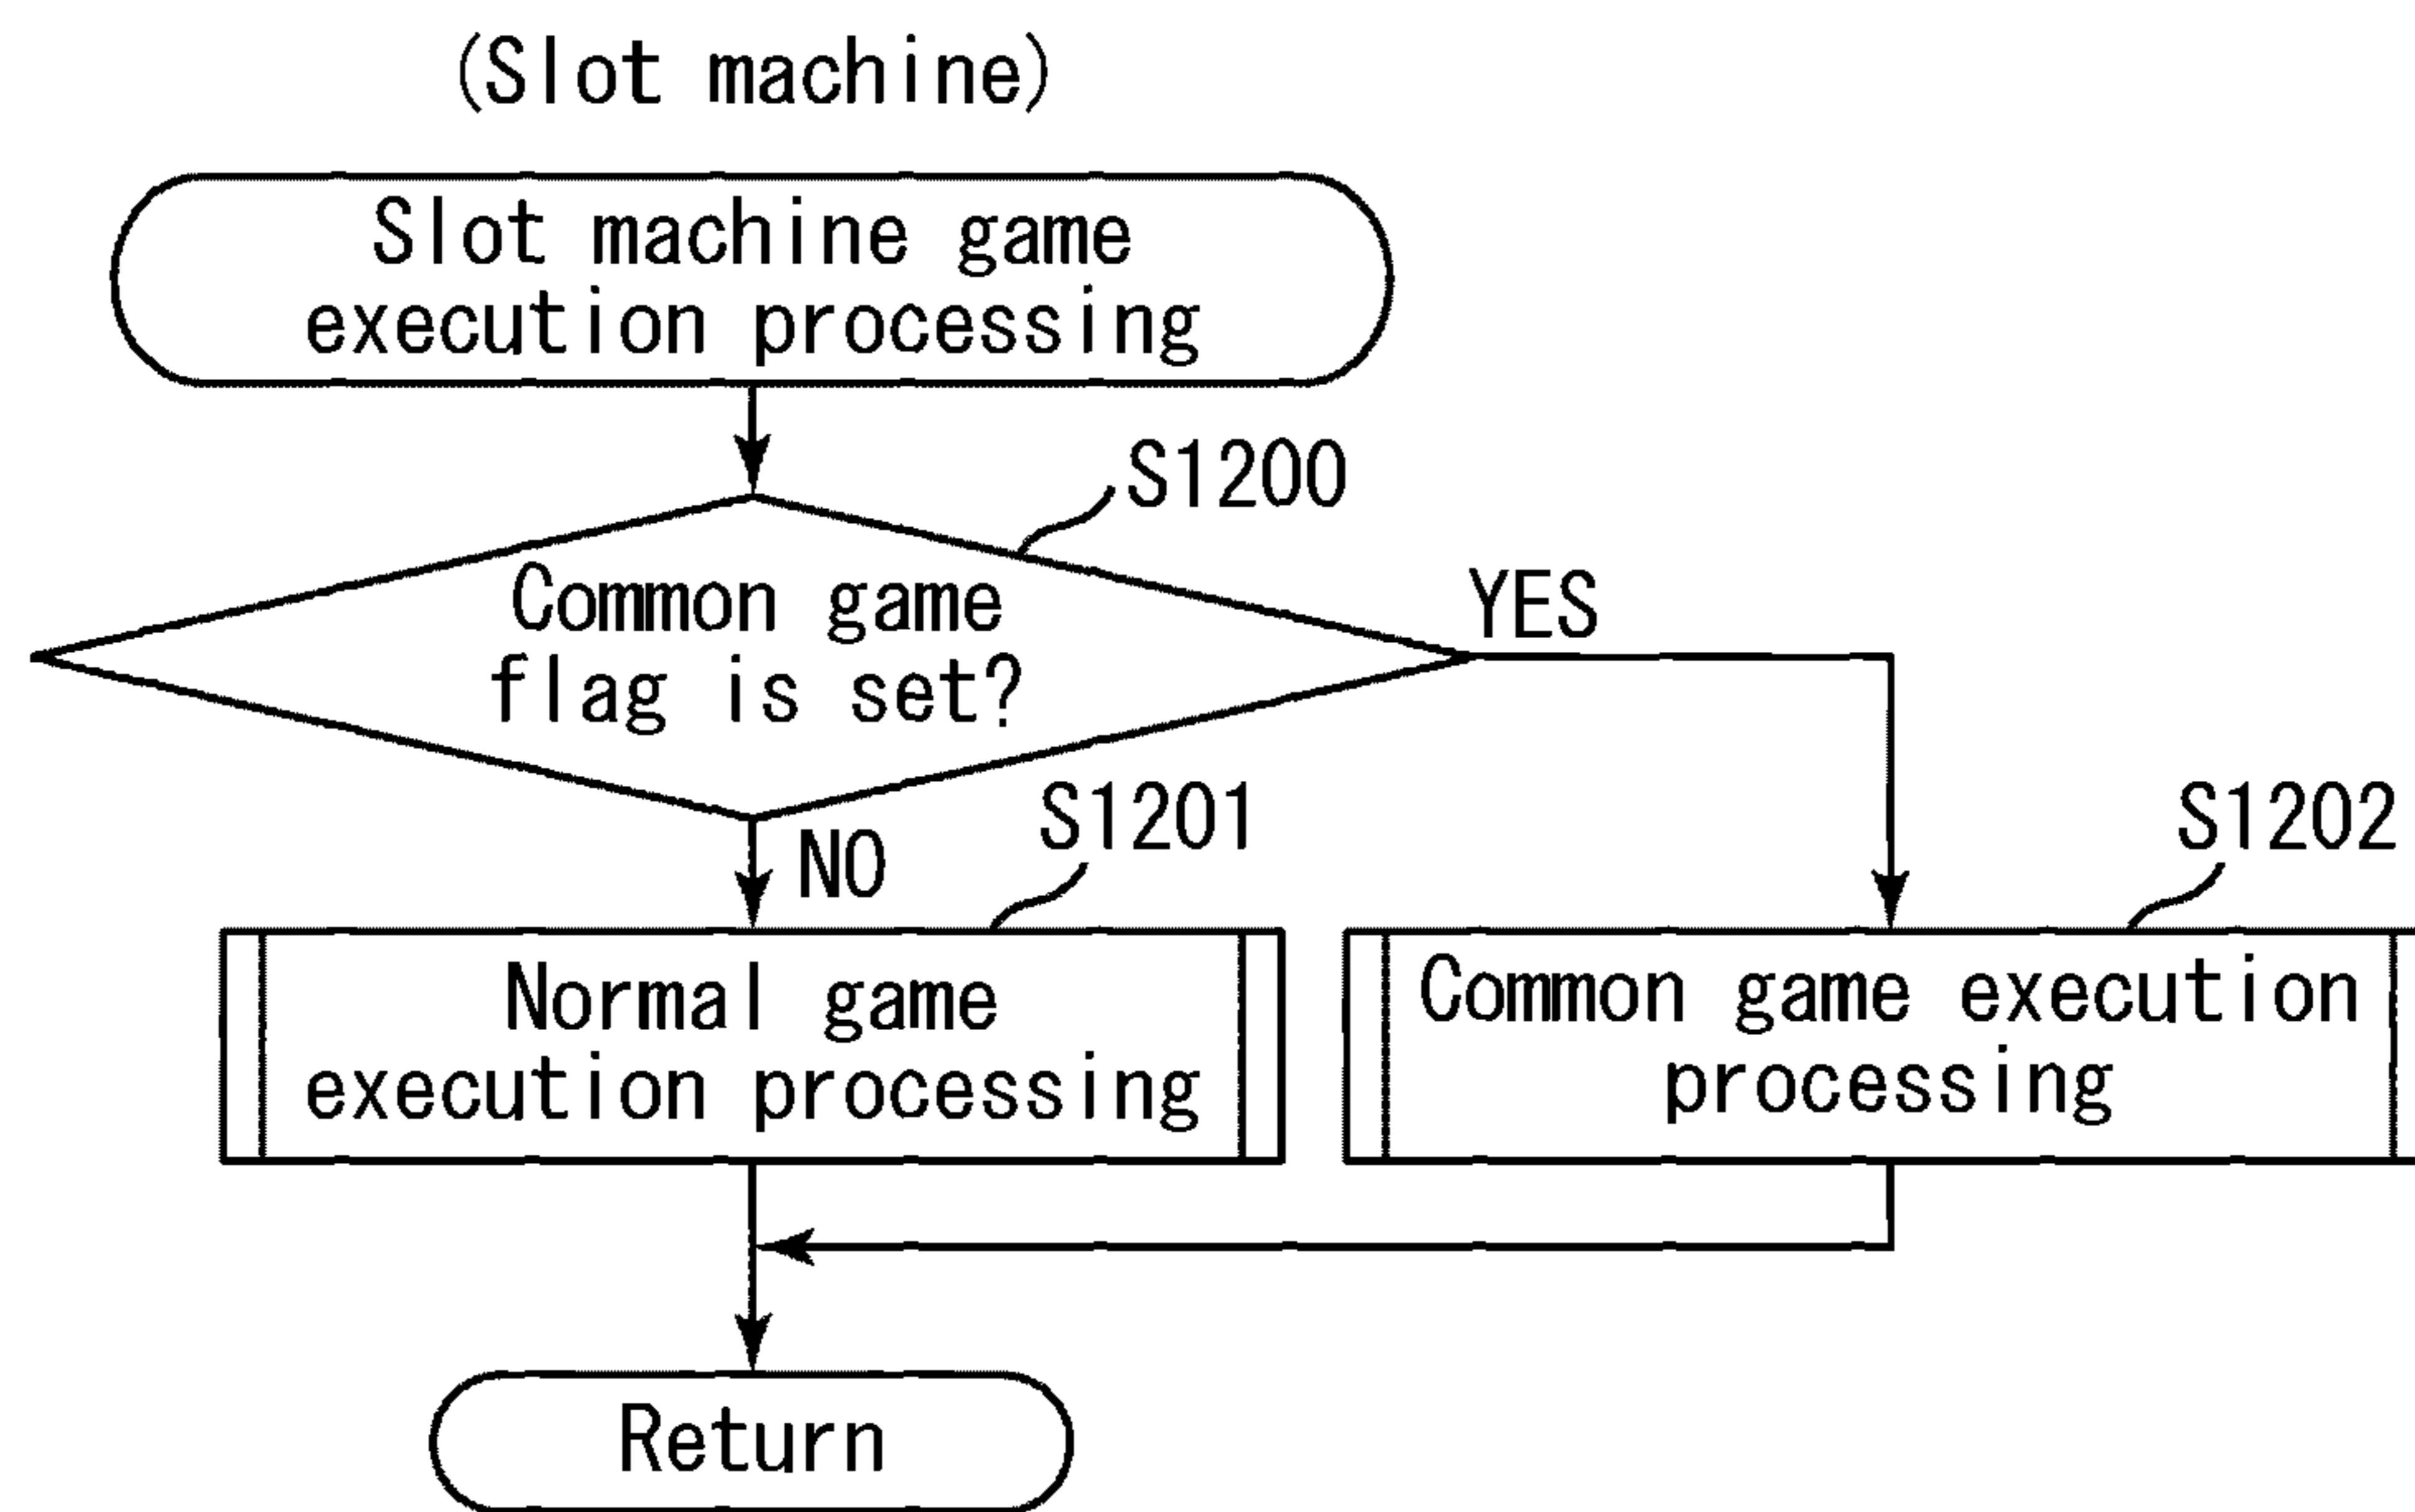 (Slot machine)
Slot machine game
execution processing
S1200
Common game
flag is set?
YES
NO
S1201
S1202
Normal game
execution processing
Common game execution
processing
Return